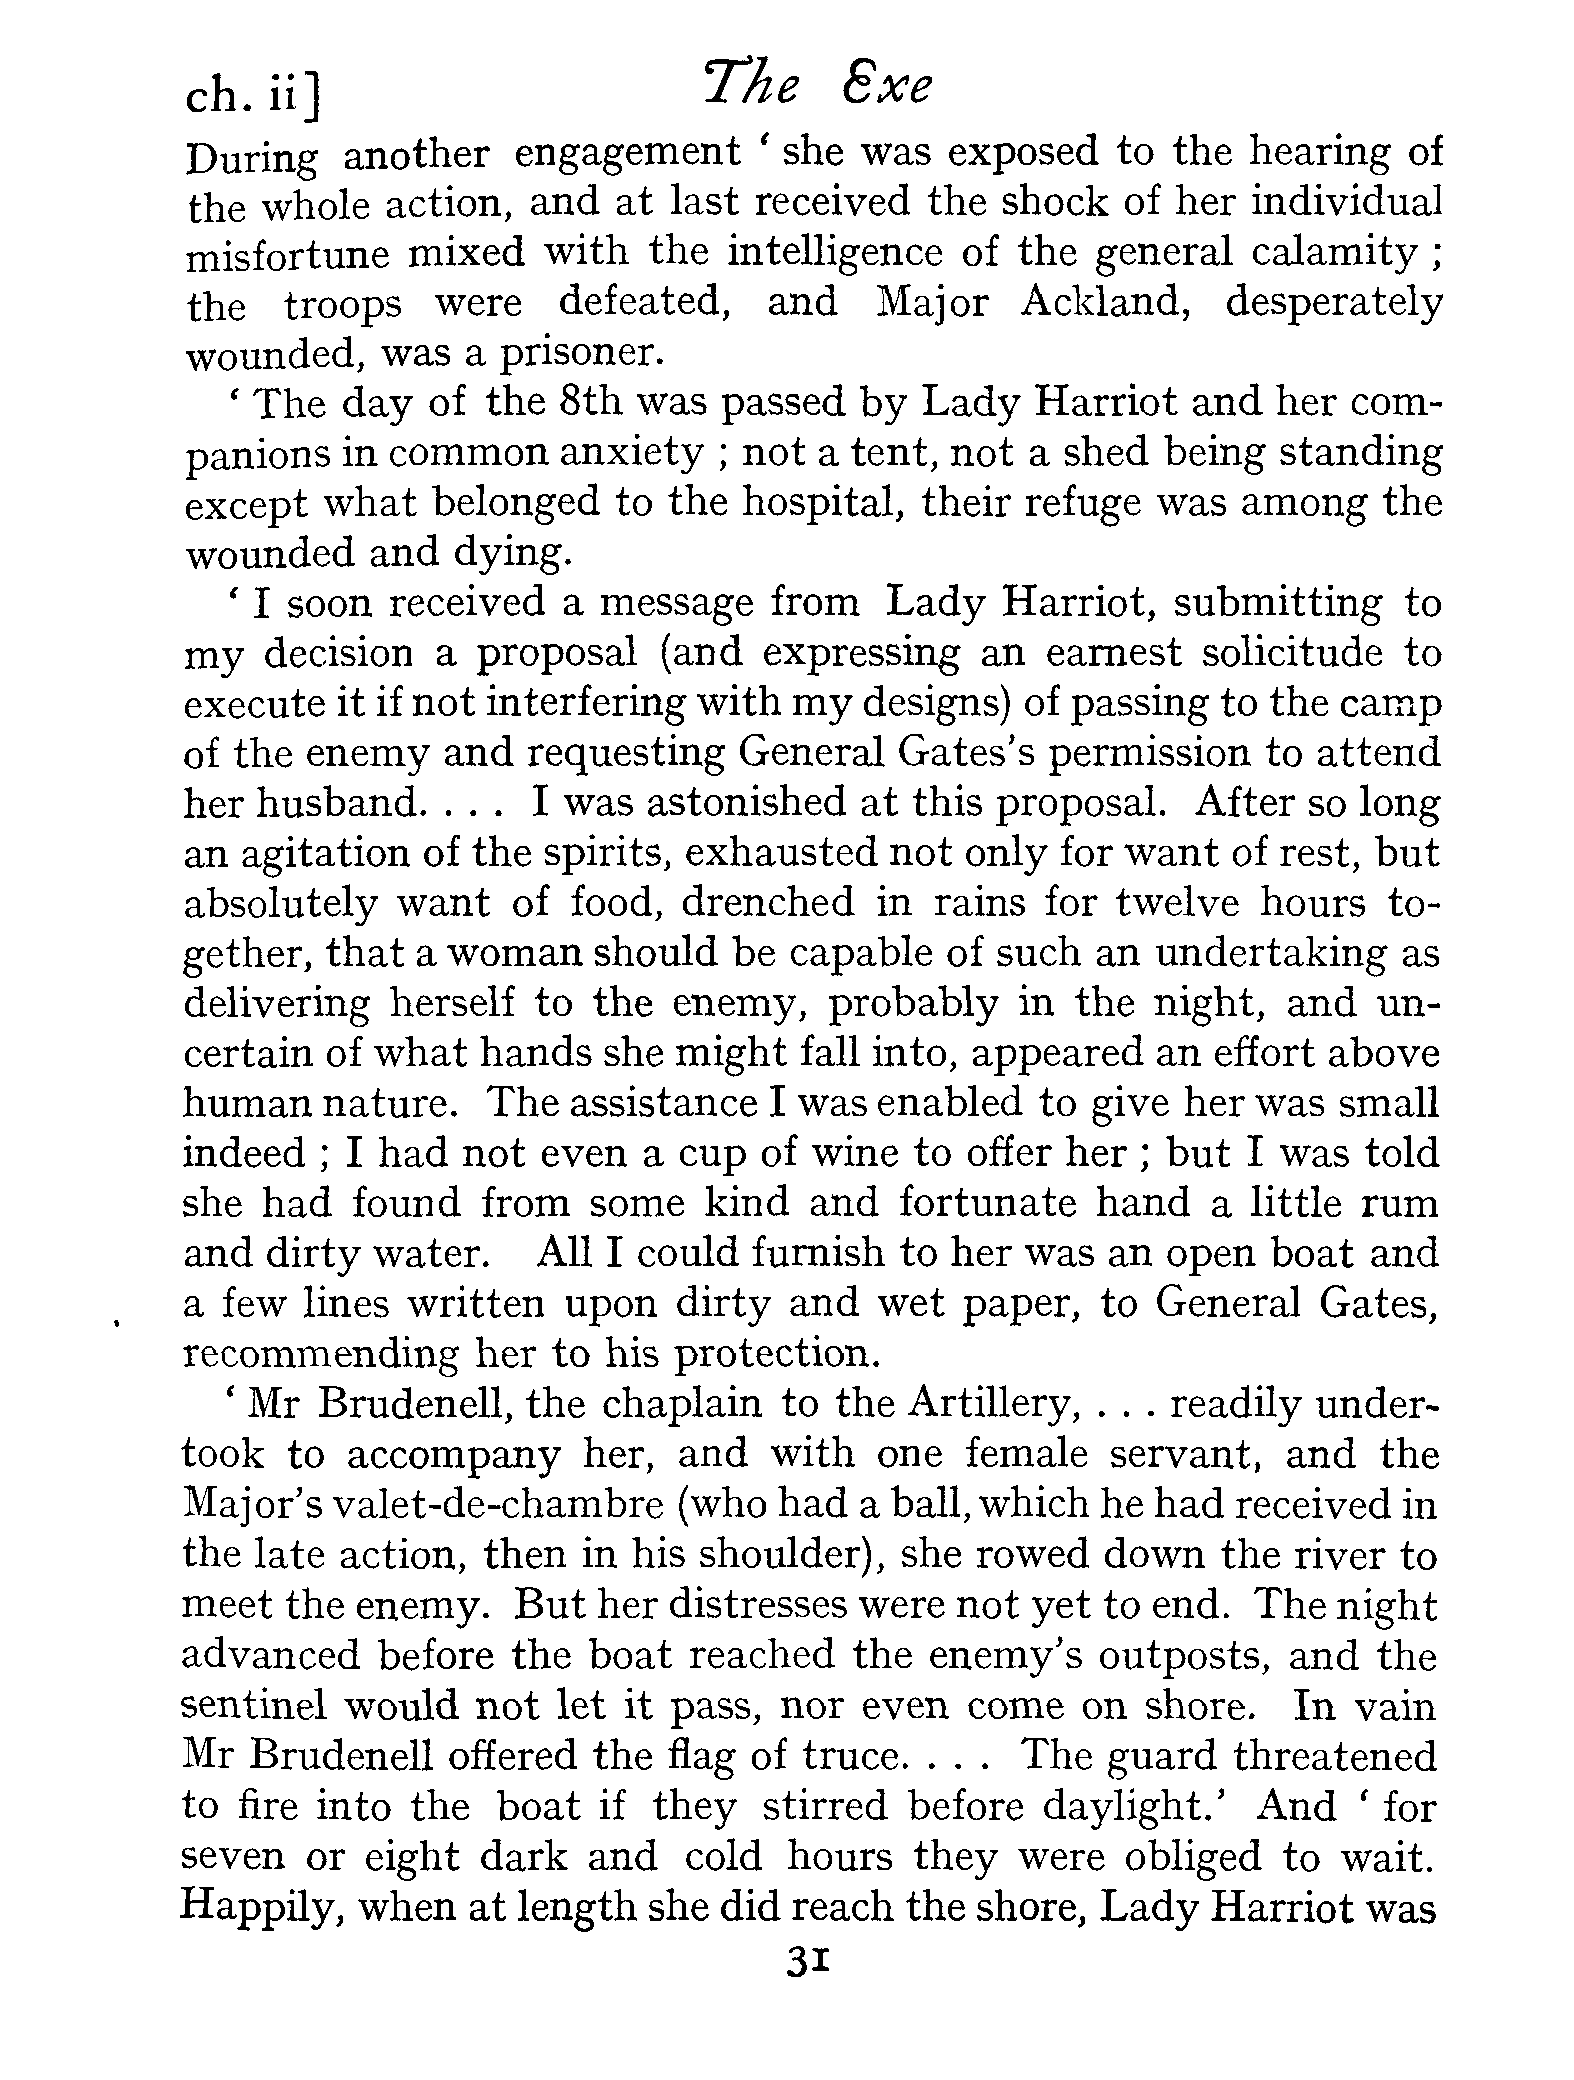 ch. ii] The Exe
During another engagement ‘ she was exposed to the hearing of
the whole action, and at last received the shock of her individual
misfortune mixed with the intelligence of the general calamity ;
the troops were defeated, and Major Ackland, desperately
wounded, was a prisoner.
‘ The day of the 8th was passed by Lady Harriot and her com-
panions in common anxiety ; not a tent, not a shed being standing
except what belonged to the hospital, their refuge was among the
wounded and dying.
‘ I soon received a message from Lady Harriot, submitting to
my decision a proposal (and expressing an earnest solicitude to
execute it if not interfering with my designs) of passing to the camp
of the enemy and requesting General Gates’s permission to attend
her husband. . . . I was astonished at this proposal. After so long
an agitation of the spirits, exhausted not only for want of rest, but
absolutely want of food, drenched in rains for twelve hours to-
gether, that a woman should be capable of such an undertaking as
delivering herself to the enemy, probably in the night, and un-
certain of what hands she might fall into, appeared an effort above
human nature. The assistance I was enabled to give her was small
indeed ; I had not even a cup of wine to offer her ; but I was told
she had found from some kind and fortunate hand a little rum
and dirty water. All I could furnish to her was an open boat and
a few lines written upon dirty and wet paper, to General Gates,
recommending her to his protection.
‘ Mr Brudenell, the chaplain to the Artillery, . . . readily under-
took to accompany her, and with one female servant, and the
Major’s valet-de-chambre (who had a ball, which he had received in
the late action, then in his shoulder), she rowed down the river to
meet the enemy. But her distresses were not yet to end. The night
advanced before the boat reached the enemy’s outposts, and the
sentinel would not let it pass, nor even come on shore. In vain
Mr Brudenell offered the flag of truce. . . . The guard threatened
to fire into the boat if they stirred before daylight.’ And ‘ for
seven or eight dark and cold hours they were obliged to wait.
Happily, when at length she did reach the shore, Lady Harriot was
31